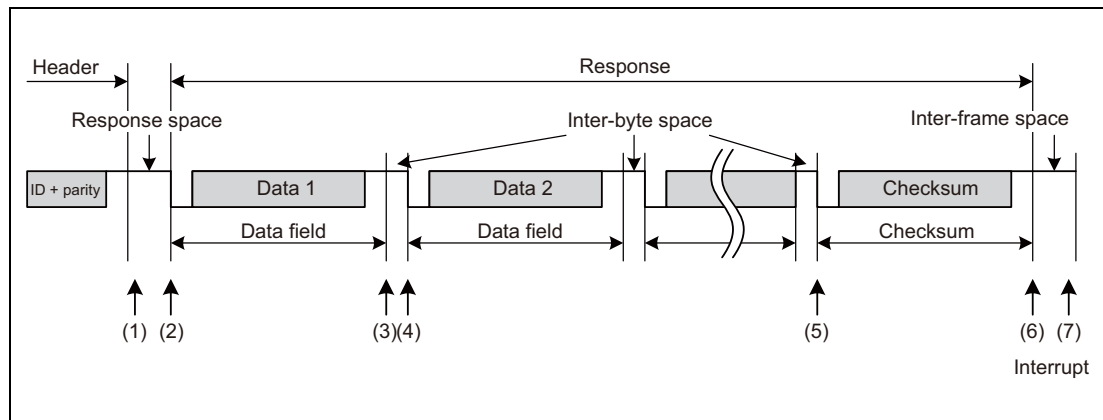 Header
Response
Response space
Inter-byte space
Inter-frame space
ID + parity
Data 1
Data 2
Checksum
Data field
Data field
Checksum
(1)
(2)
(3)(4)
(5)
(6)
(7)
Interrupt